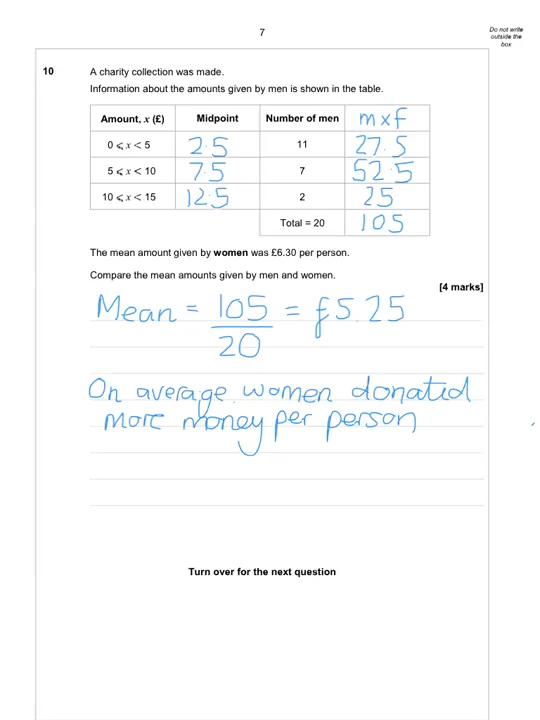 7
Do not write
outside the
box
10 A charity collection was made.
Information about the amounts given by men is shown in the table.
Amount, x (£) Midpoint Number of men m×f
0 ⩽ x < 5 2.5 11 27.5
5 ⩽ x < 10 7.5 7 52.5
10 ⩽ x < 15 12.5 2 25
Total = 20 105
The mean amount given by women was £6.30 per person.
Compare the mean amounts given by men and women.
[4 marks]
Mean = 105/20 = £5.25
On average women donated
more money per person
Turn over for the next question